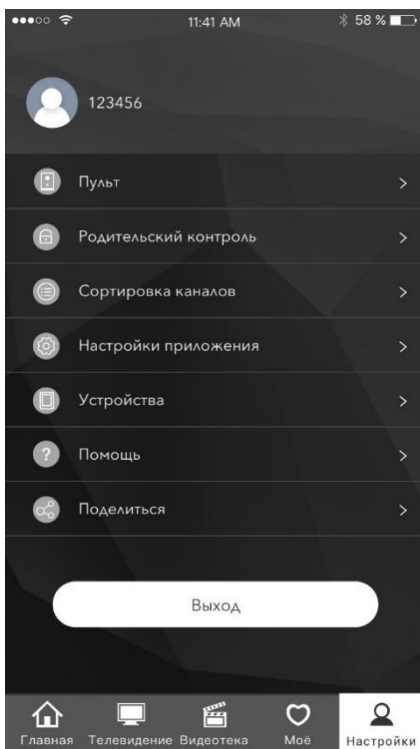 11:41 AM 58 %
123456
Пульт
Родительский контроль
Сортировка каналов
Настройки приложения
Устройства
?
Помощь
Поделиться
Выход
Главная Телевидение Видеотека Моё Настройки